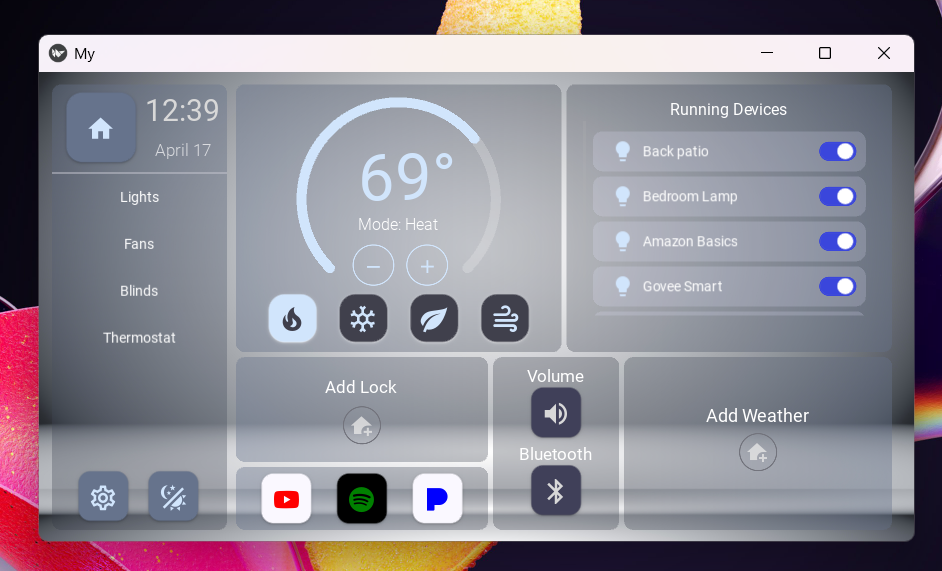 My
12:39
April 17
Lights
Fans
Blinds
Thermostat
69°
Mode: Heat
Running Devices
Back patio
Bedroom Lamp
Amazon Basics
Govee Smart
Add Lock
Volume
Bluetooth
Add Weather